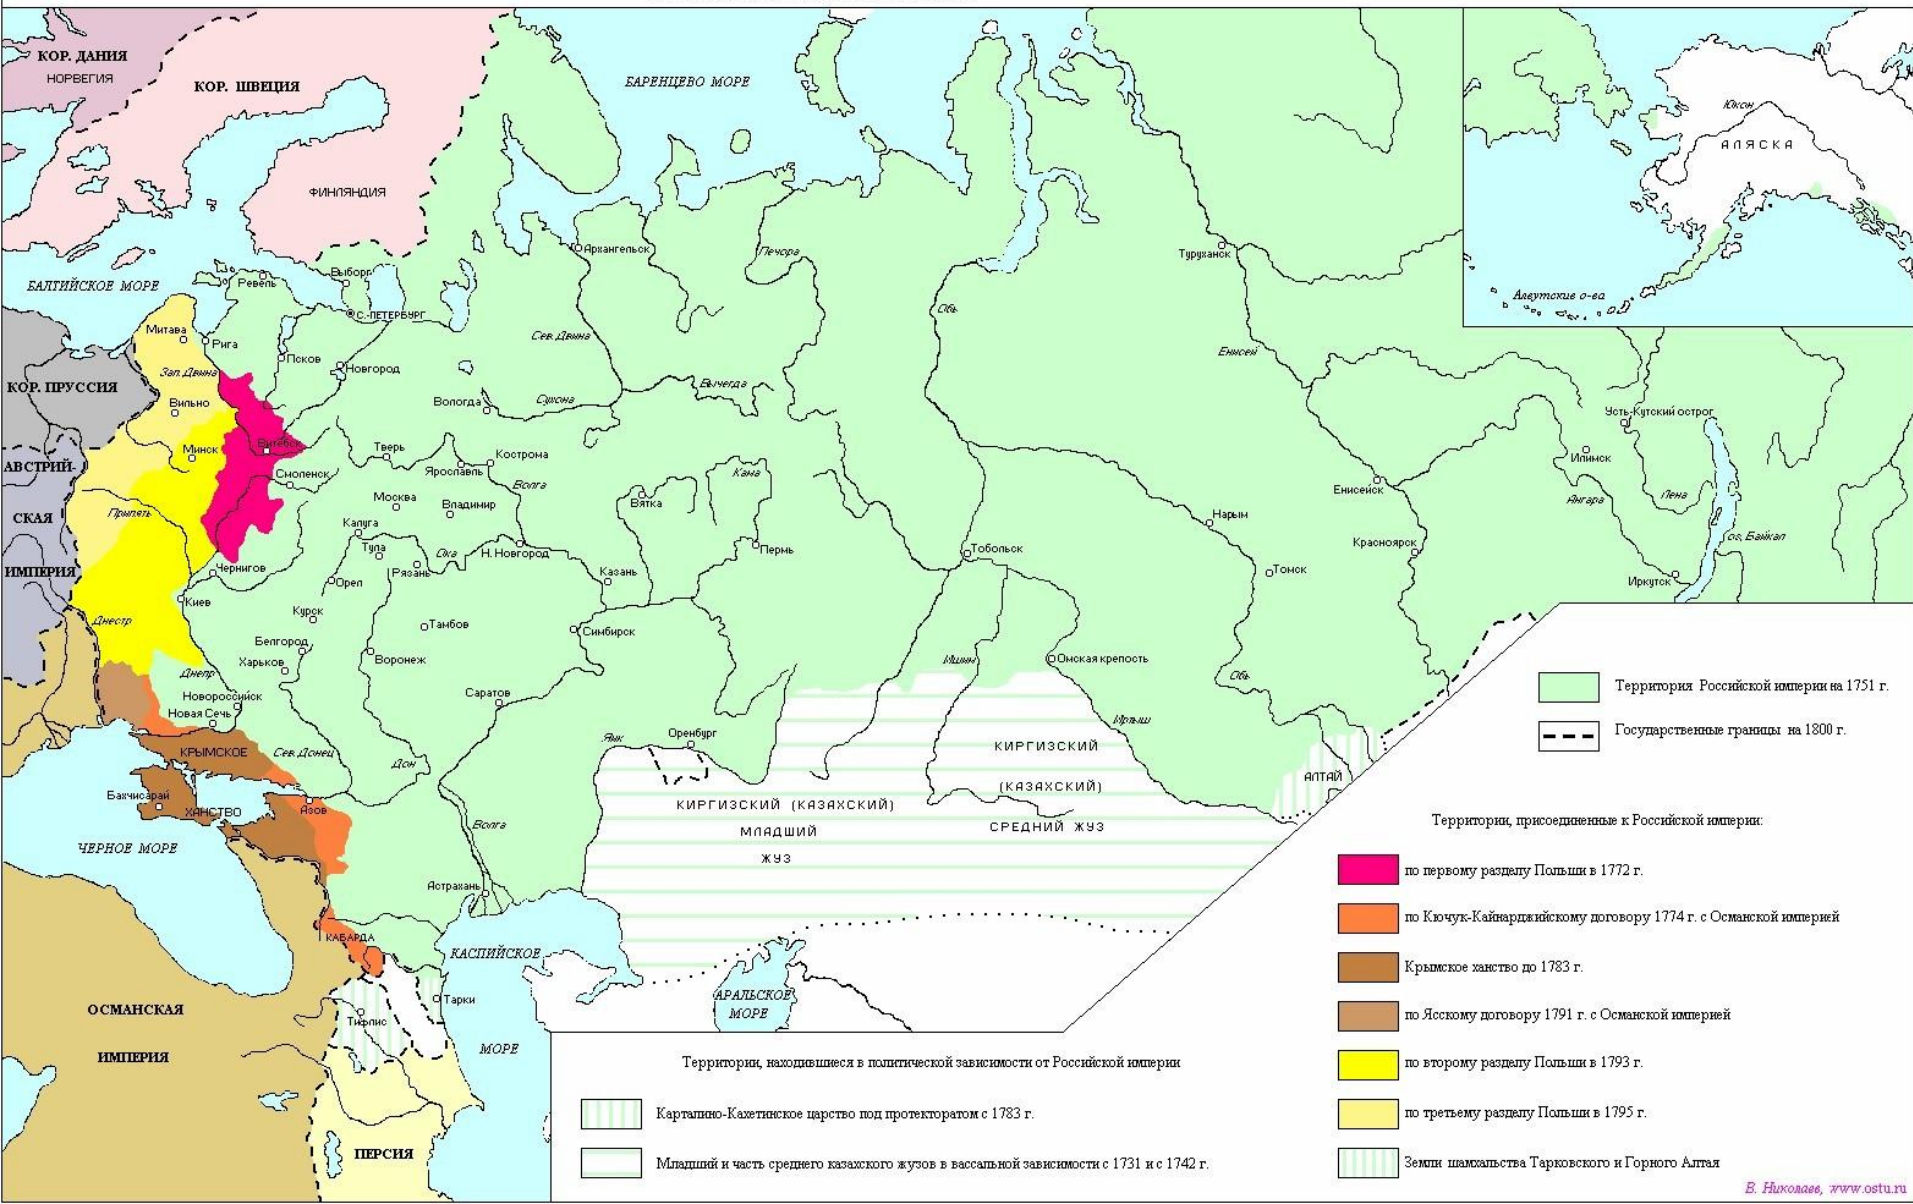 КОР. ДАНИЯ
НОРВЕГИЯ
КОР. ШВЕЦИЯ
ФИНЛЯНДИЯ
БАРЕНЦЕВО МОРЕ
Юкон
АЛЯСКА
Алеутские о-ва
БАЛТИЙСКОЕ МОРЕ
Ревель
Выборг
С.-ПЕТЕРБУРГ
Архангельск
Печора
Туруханск
Митава
Рига
Псков
Новгород
Сев. Двина
Обь
Енисей
КОР. ПРУССИЯ
Зап. Двина
Вильно
Вологда
Сухона
Вычегда
Усть-Кутский острог
АВСТРИЙ-
СКАЯ
ИМПЕРИЯ
Минск
Витебск
Смоленск
Тверь
Ярославль
Кострома
Волга
Кама
Илимск
Енисейск
Ангара
Лена
Припять
Москва
Владимир
Вятка
Нарым
Калуга
Тула
Ока
Рязань
Н. Новгород
Пермь
Тобольск
Красноярск
оз. Байкал
Чернигов
Орел
Казань
Томск
Иркутск
Киев
Курск
Днестр
Тамбов
Симбирск
Белгород
Харьков
Воронеж
Ишим
Омская крепость
Днепр
Обь
Новороссийск
Новая Сечь
Саратов
Иртыш
КРЫМСКОЕ
Сев. Донец
Дон
Яик
Оренбург
КИРГИЗСКИЙ
(КАЗАХСКИЙ)
СРЕДНИЙ ЖУЗ
АЛТАЙ
Бахчисарай
ХАНСТВО
Азов
Волга
КИРГИЗСКИЙ (КАЗАХСКИЙ)
МЛАДШИЙ
ЖУЗ
ЧЕРНОЕ МОРЕ
Астрахань
КАБАРДА
КАСПИЙСКОЕ
МОРЕ
АРАЛЬСКОЕ
МОРЕ
Тарки
Тифлис
ОСМАНСКАЯ
ИМПЕРИЯ
ПЕРСИЯ
Территория Российской империи на 1751 г.
Государственные границы на 1800 г.
Территории, присоединенные к Российской империи:
по первому разделу Польши в 1772 г.
по Кючук-Кайнарджийскому договору 1774 г. с Османской империей
Крымское ханство до 1783 г.
по Ясскому договору 1791 г. с Османской империей
по второму разделу Польши в 1793 г.
по третьему разделу Польши в 1795 г.
Земли шамхальства Тарковского и Горного Алтая
Территории, находившиеся в политической зависимости от Российской империи
Карталино-Кахетинское царство под протекторатом с 1783 г.
Младший и часть среднего казахского жузов в вассальной зависимости с 1731 и с 1742 г.
В. Николаев, www.ostu.ru